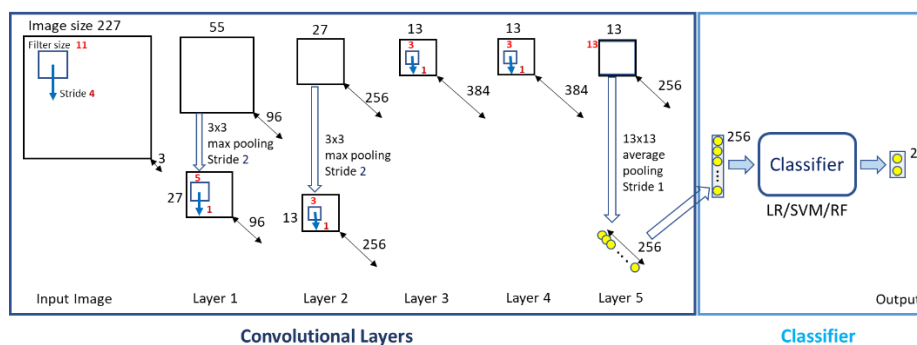 Image size 227
Filter size 11
Stride 4
3
Input Image
55
96
3x3
max pooling
Stride 2
5
27
1
96
Layer 1
27
256
3x3
max pooling
Stride 2
3
13
1
256
Layer 2
13
3
1
384
Layer 3
13
3
1
384
Layer 4
13
13
256
13x13
average
pooling
Stride 1
256
Layer 5
256
Classifier
LR/SVM/RF
2
Output
Convolutional Layers
Classifier